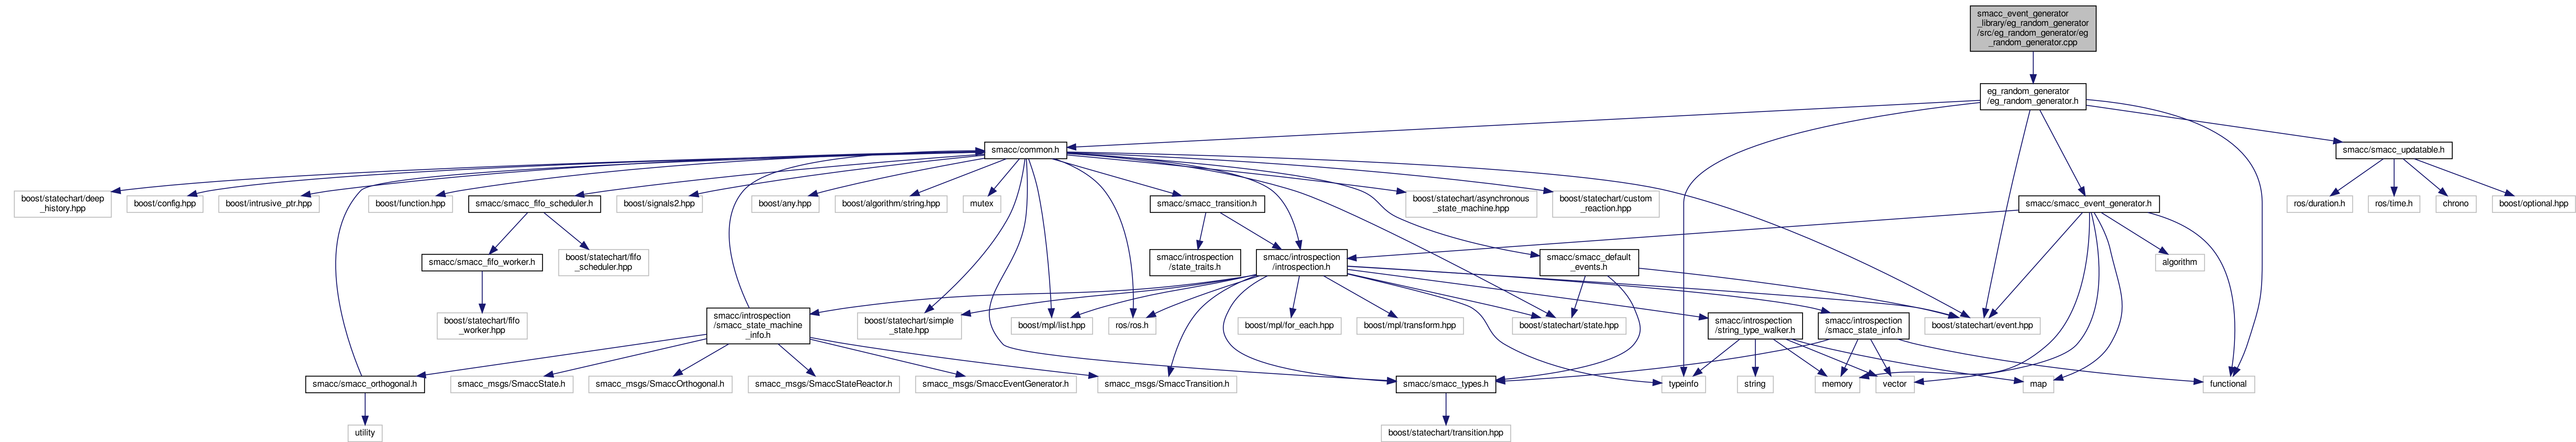 smacc_event_generator
_library/eg_random_generator
/src/eg_random_generator/eg
_random_generator.cpp
eg_random_generator
/eg_random_generator.h
smacc/common.h
smacc/smacc_updatable.h
boost/statechart/deep
_history.hpp
boost/config.hpp
boost/intrusive_ptr.hpp
boost/function.hpp
smacc/smacc_fifo_scheduler.h
boost/signals2.hpp
boost/any.hpp
boost/algorithm/string.hpp
mutex
smacc/smacc_transition.h
boost/statechart/asynchronous
_state_machine.hpp
boost/statechart/custom
_reaction.hpp
smacc/smacc_event_generator.h
ros/duration.h
ros/time.h
chrono
boost/optional.hpp
smacc/smacc_fifo_worker.h
boost/statechart/fifo
_scheduler.hpp
smacc/introspection
/state_traits.h
smacc/introspection
/introspection.h
smacc/smacc_default
_events.h
algorithm
boost/statechart/fifo
_worker.hpp
smacc/introspection
/smacc_state_machine
_info.h
boost/statechart/simple
_state.hpp
boost/mpl/list.hpp
ros/ros.h
boost/mpl/for_each.hpp
boost/mpl/transform.hpp
boost/statechart/state.hpp
smacc/introspection
/string_type_walker.h
smacc/introspection
/smacc_state_info.h
boost/statechart/event.hpp
smacc/smacc_orthogonal.h
smacc_msgs/SmaccState.h
smacc_msgs/SmaccOrthogonal.h
smacc_msgs/SmaccStateReactor.h
smacc_msgs/SmaccEventGenerator.h
smacc_msgs/SmaccTransition.h
smacc/smacc_types.h
typeinfo
string
memory
vector
map
functional
utility
boost/statechart/transition.hpp